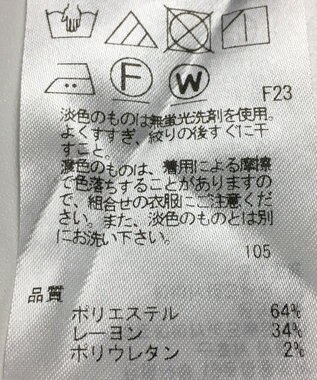 F W F23
淡色のものは無蛍光洗剤を使用。
よくすすぎ、絞りの後すぐに干
すこと。
濃色のものは、着用による摩擦
で色落ちすることがありますの
で、組合せの衣服にご注意くだ
さい。また、淡色のものとは別
にお洗い下さい。
105
品質
ポリエステル 64%
レーヨン 34%
ポリウレタン 2%